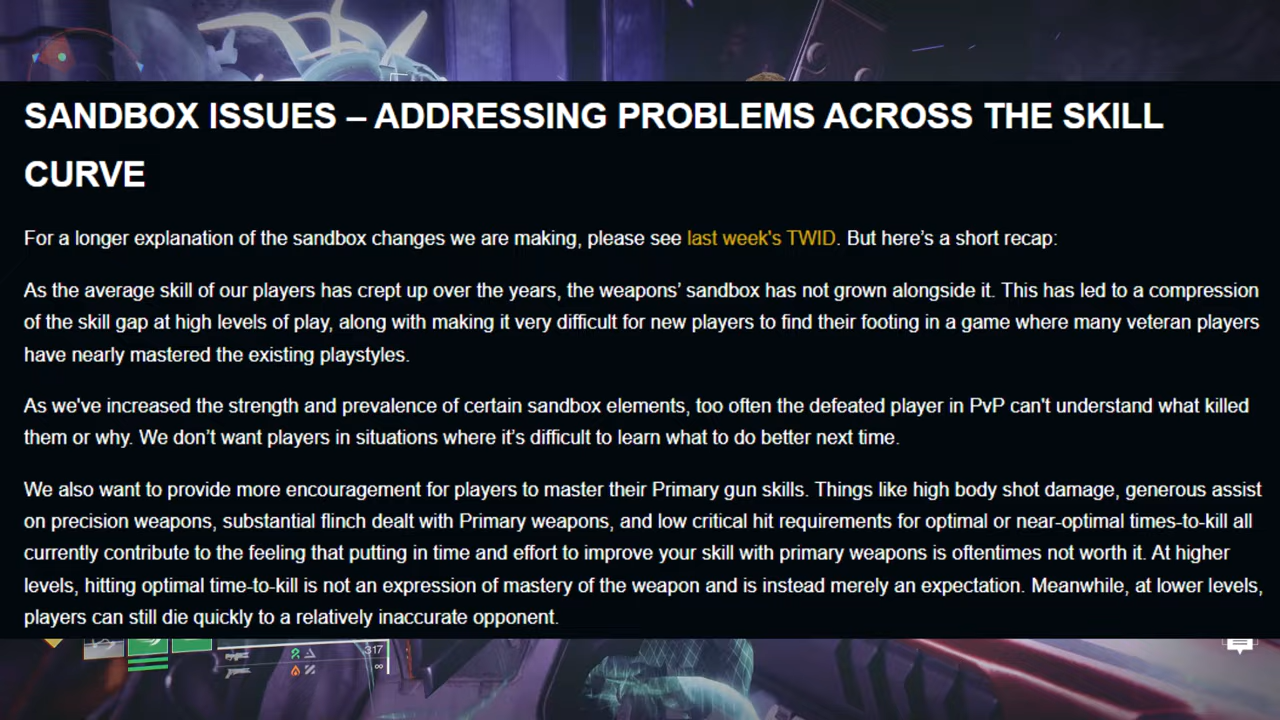 SANDBOX ISSUES – ADDRESSING PROBLEMS ACROSS THE SKILL
CURVE
For a longer explanation of the sandbox changes we are making, please see last week's TWID. But here’s a short recap:
As the average skill of our players has crept up over the years, the weapons’ sandbox has not grown alongside it. This has led to a compression
of the skill gap at high levels of play, along with making it very difficult for new players to find their footing in a game where many veteran players
have nearly mastered the existing playstyles.
As we've increased the strength and prevalence of certain sandbox elements, too often the defeated player in PvP can't understand what killed
them or why. We don’t want players in situations where it’s difficult to learn what to do better next time.
We also want to provide more encouragement for players to master their Primary gun skills. Things like high body shot damage, generous assist
on precision weapons, substantial flinch dealt with Primary weapons, and low critical hit requirements for optimal or near-optimal times-to-kill all
currently contribute to the feeling that putting in time and effort to improve your skill with primary weapons is oftentimes not worth it. At higher
levels, hitting optimal time-to-kill is not an expression of mastery of the weapon and is instead merely an expectation. Meanwhile, at lower levels,
players can still die quickly to a relatively inaccurate opponent.
317
∞